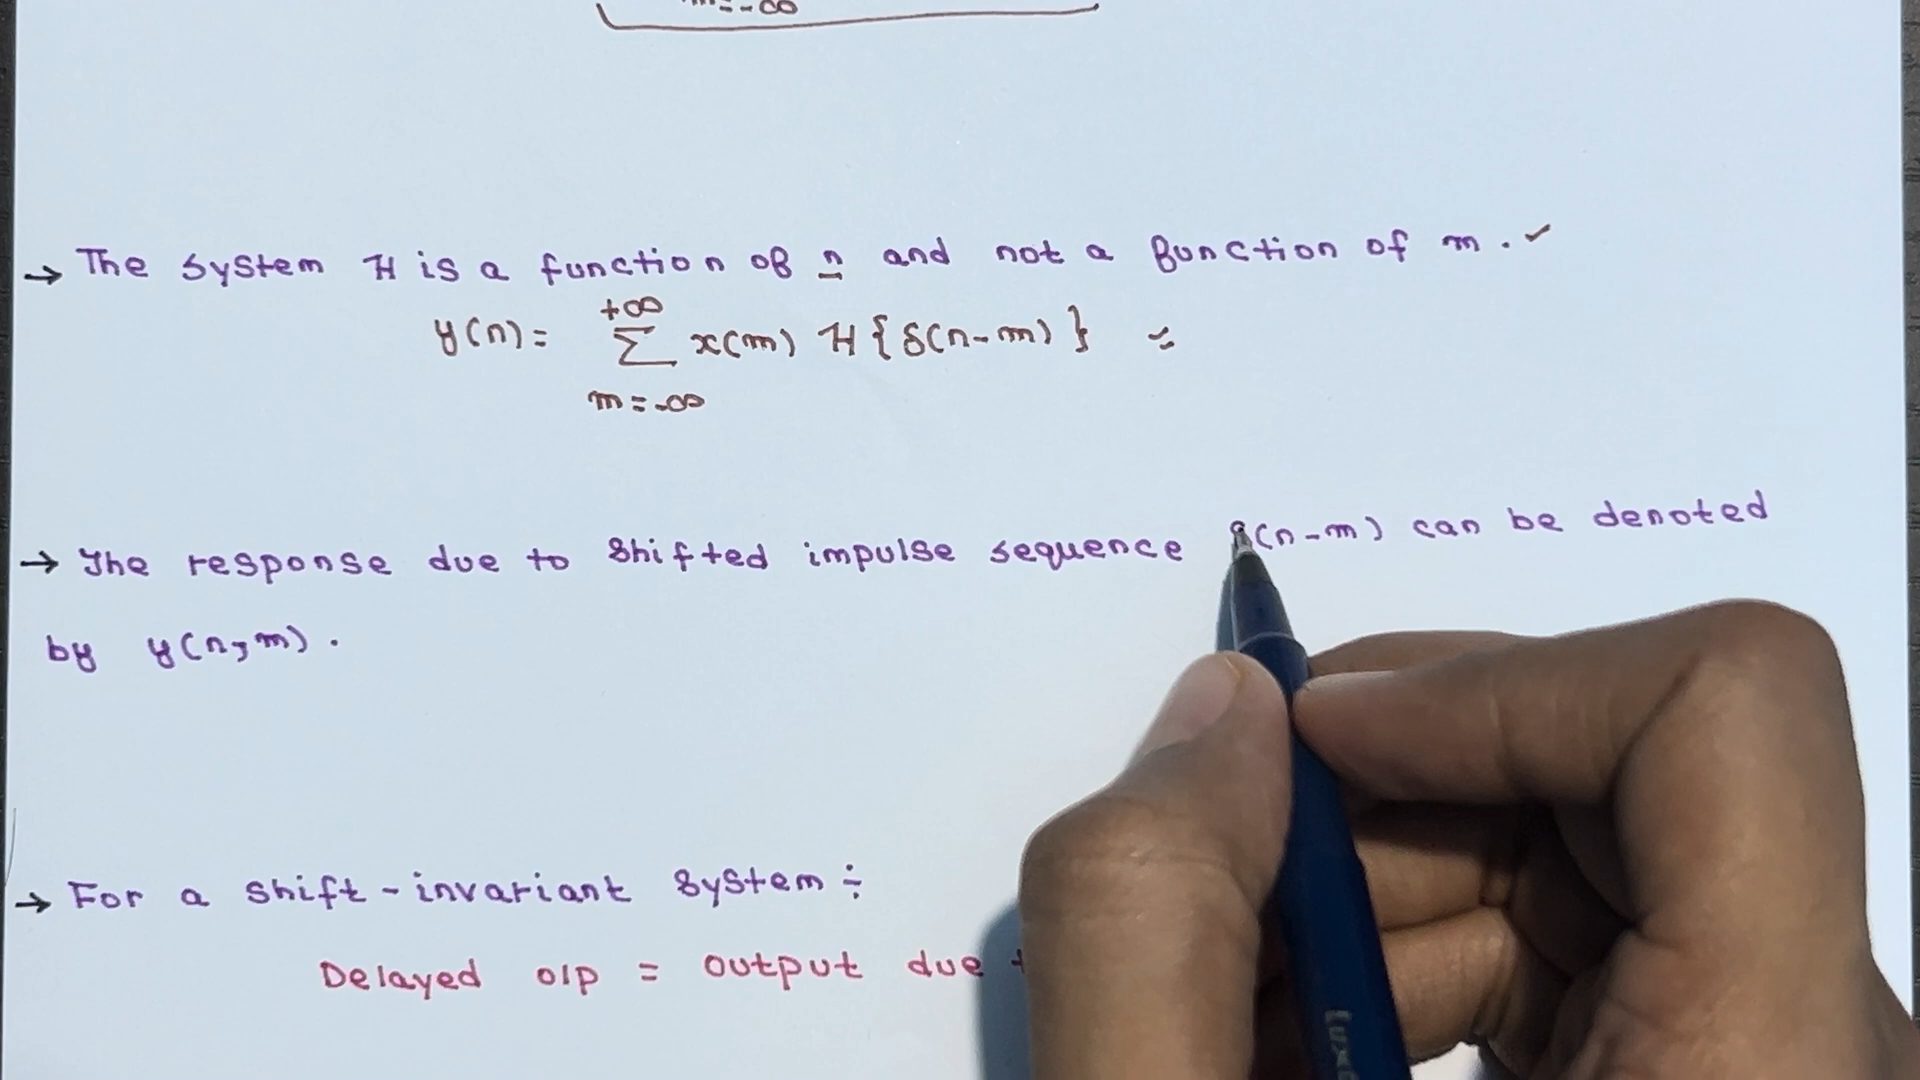 m=-∞
→ The system H is a function of n and not a function of m. ✓
+∞
y(n) = Σ x(m) H{δ(n-m)}
m=-∞
→ The response due to shifted impulse sequence δ(n-m) can be denoted
by y(n,m).
→ For a shift-invariant system ÷
Delayed o/p = output due